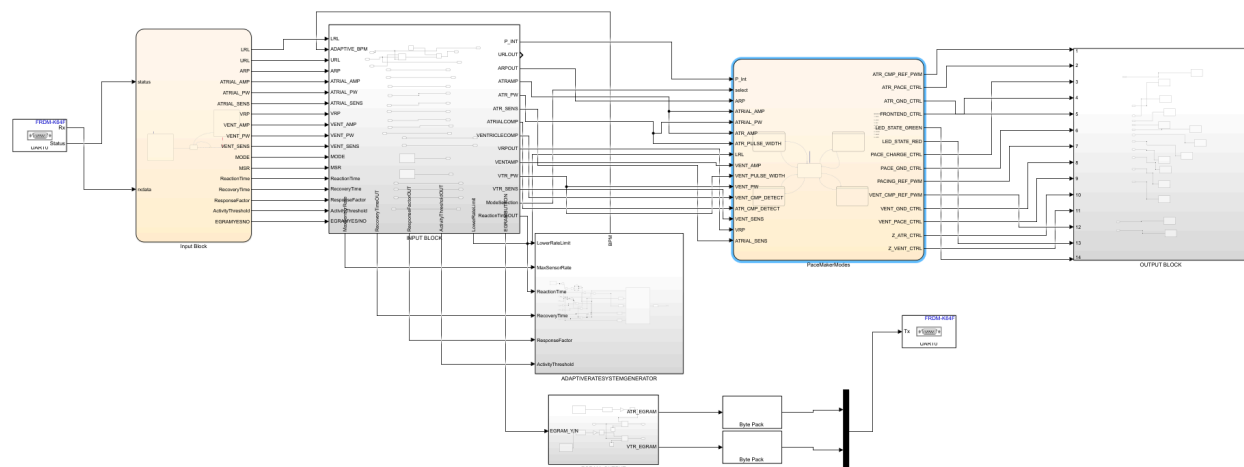 FRDM-K64F
Rx
Status
status
indata
LRL
URL
ARP
ATRIAL_AMP
ATRIAL_PW
ATRIAL_SENS
VRP
VENT_AMP
VENT_PW
VENT_SENS
MODE
MSR
ReactionTime
RecoveryTime
ResponseFactor
ActivityThreshold
EGRAMYESNO
Input Block
LRL
ADAPTIVE_BPM
URL
ARP
ATRIAL_AMP
ATRIAL_PW
ATRIAL_SENS
VRP
VENT_AMP
VENT_PW
VENT_SENS
MODE
MSR
ReactionTime
RecoveryTime
ResponseFactor
ActivityThreshold
EGRAMYES/NO
P_INT
URLOUT
ARPOUT
ATRAMP
ATR_PW
ATR_SENS
ATRIALCOMP
VENTRICLECOMP
VRPOUT
VENTAMP
VTR_PW
VTR_SENS
ModeSelection
ReactionTimeOUT
RecoveryTimeOUT
ResponseFactorOUT
ActivityThresholdOUT
LowerRateLimit
INPUT BLOCK
BPM
LowerRateLimit
MaxSensorRate
ReactionTime
RecoveryTime
ResponseFactor
ActivityThreshold
ADAPTIVERATESYSTEMGENERATOR
P_Int
select
ARP
ATRIAL_AMP
ATRIAL_PW
ATR_AMP
ATR_PULSE_WIDTH
LRL
VENT_AMP
VENT_PULSE_WIDTH
VENT_PW
VENT_CMP_DETECT
ATR_CMP_DETECT
VENT_SENS
VRP
ATRIAL_SENS
ATR_CMP_REF_PWM
ATR_PACE_CTRL
ATR_GND_CTRL
FRONTEND_CTRL
LED_STATE_GREEN
LED_STATE_RED
PACE_CHARGE_CTRL
PACE_GND_CTRL
PACING_REF_PWM
VENT_CMP_REF_PWM
VENT_GND_CTRL
VENT_PACE_CTRL
Z_ATR_CTRL
Z_VENT_CTRL
PaceMakerModes
1
2
3
4
5
6
7
8
9
10
11
12
13
14
OUTPUT BLOCK
FRDM-K64F
Tx
EGRAM_Y/N
ATR_EGRAM
VTR_EGRAM
Byte Pack
Byte Pack